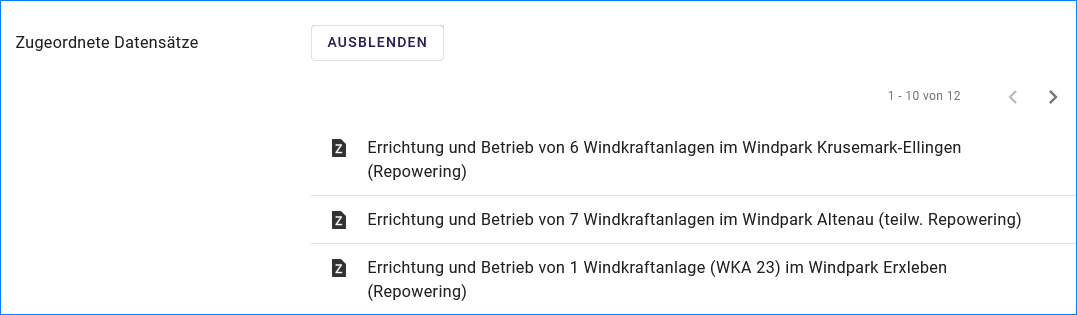 Zugeordnete Datensätze
AUSBLENDEN
1 - 10 von 12
Errichtung und Betrieb von 6 Windkraftanlagen im Windpark Krusemark-Ellingen
(Repowering)
Errichtung und Betrieb von 7 Windkraftanlagen im Windpark Altenau (teilw. Repowering)
Errichtung und Betrieb von 1 Windkraftanlage (WKA 23) im Windpark Erxleben
(Repowering)